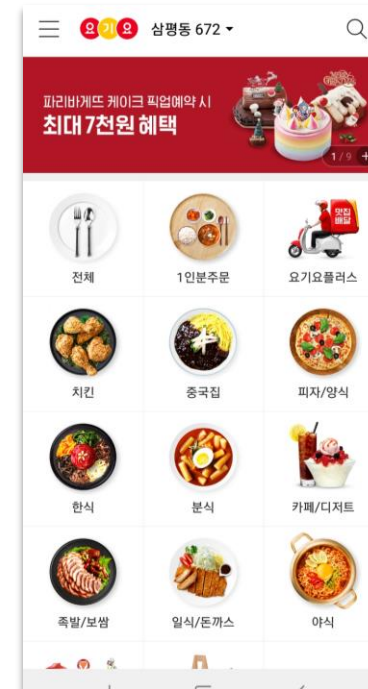 요기요 삼평동 672
파리바게뜨 케이크 픽업예약 시
최대 7천원 혜택
1/9 +
맛집
배달
전체 1인분주문 요기요플러스
치킨 중국집 피자/양식
한식 분식 카페/디저트
족발/보쌈 일식/돈까스 야식